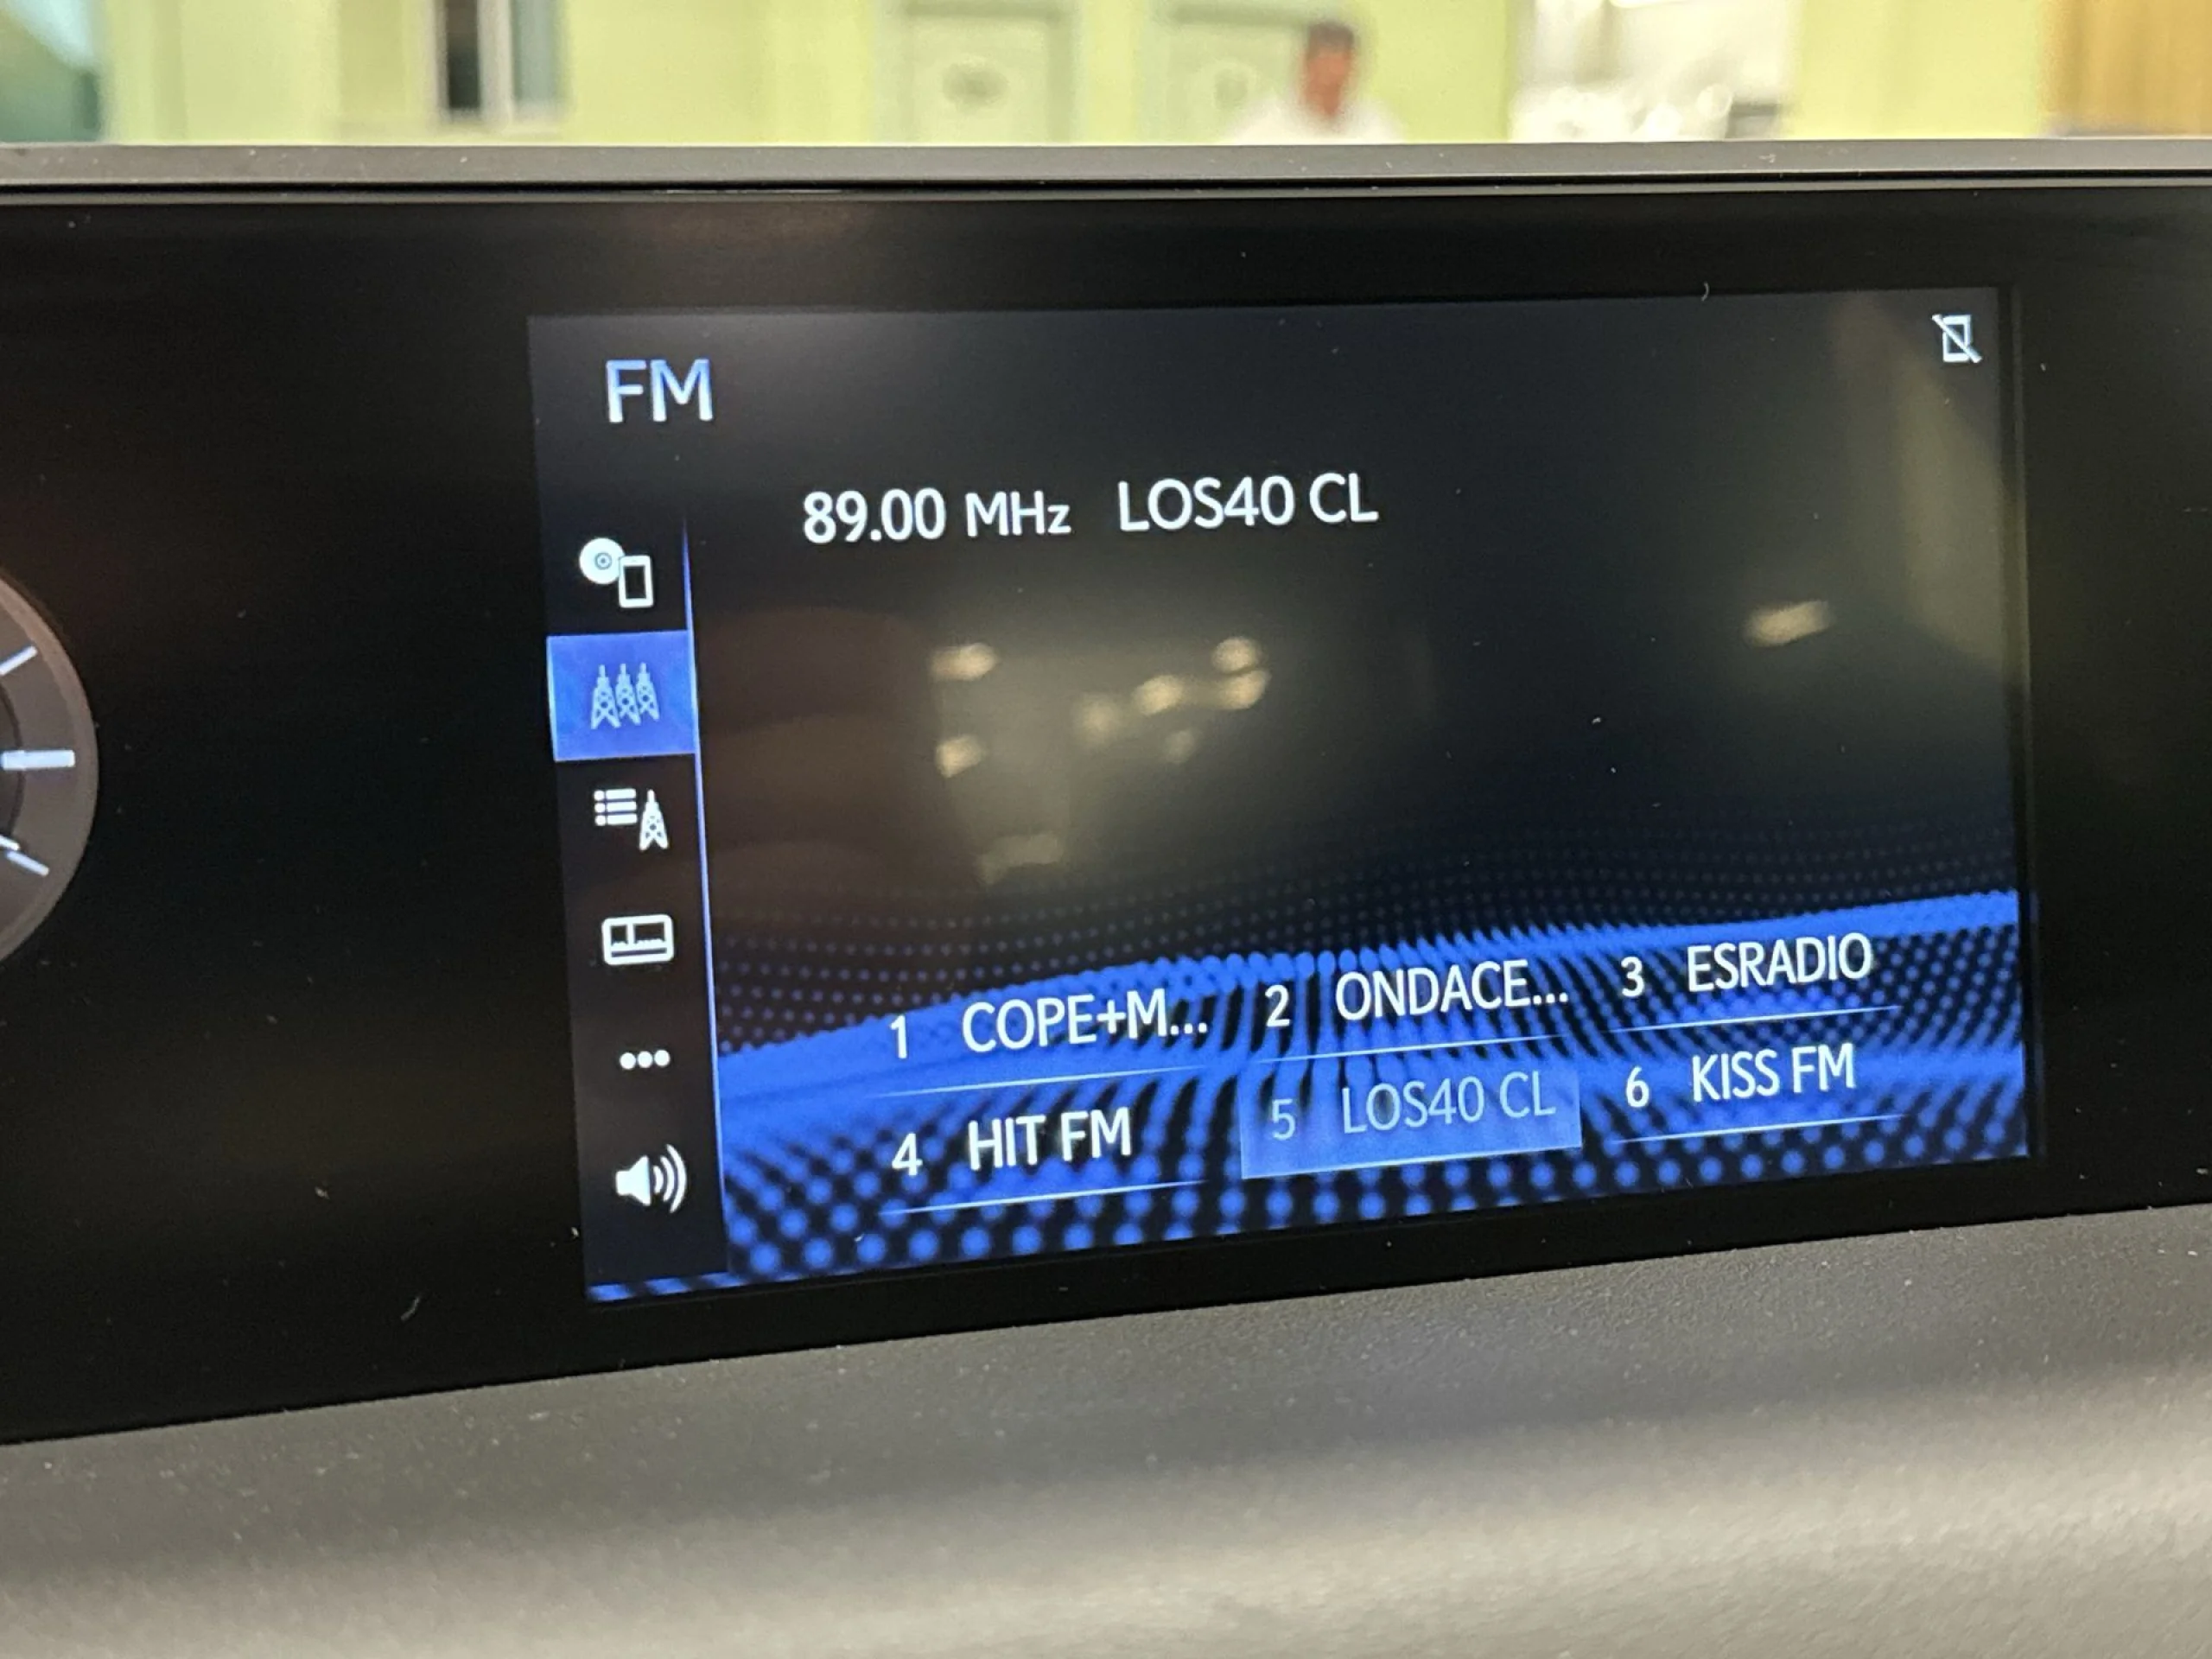 FM
89.00 MHz LOS40 CL
1 COPE+M... 2 ONDACE... 3 ESRADIO
4 HIT FM 5 LOS40 CL 6 KISS FM